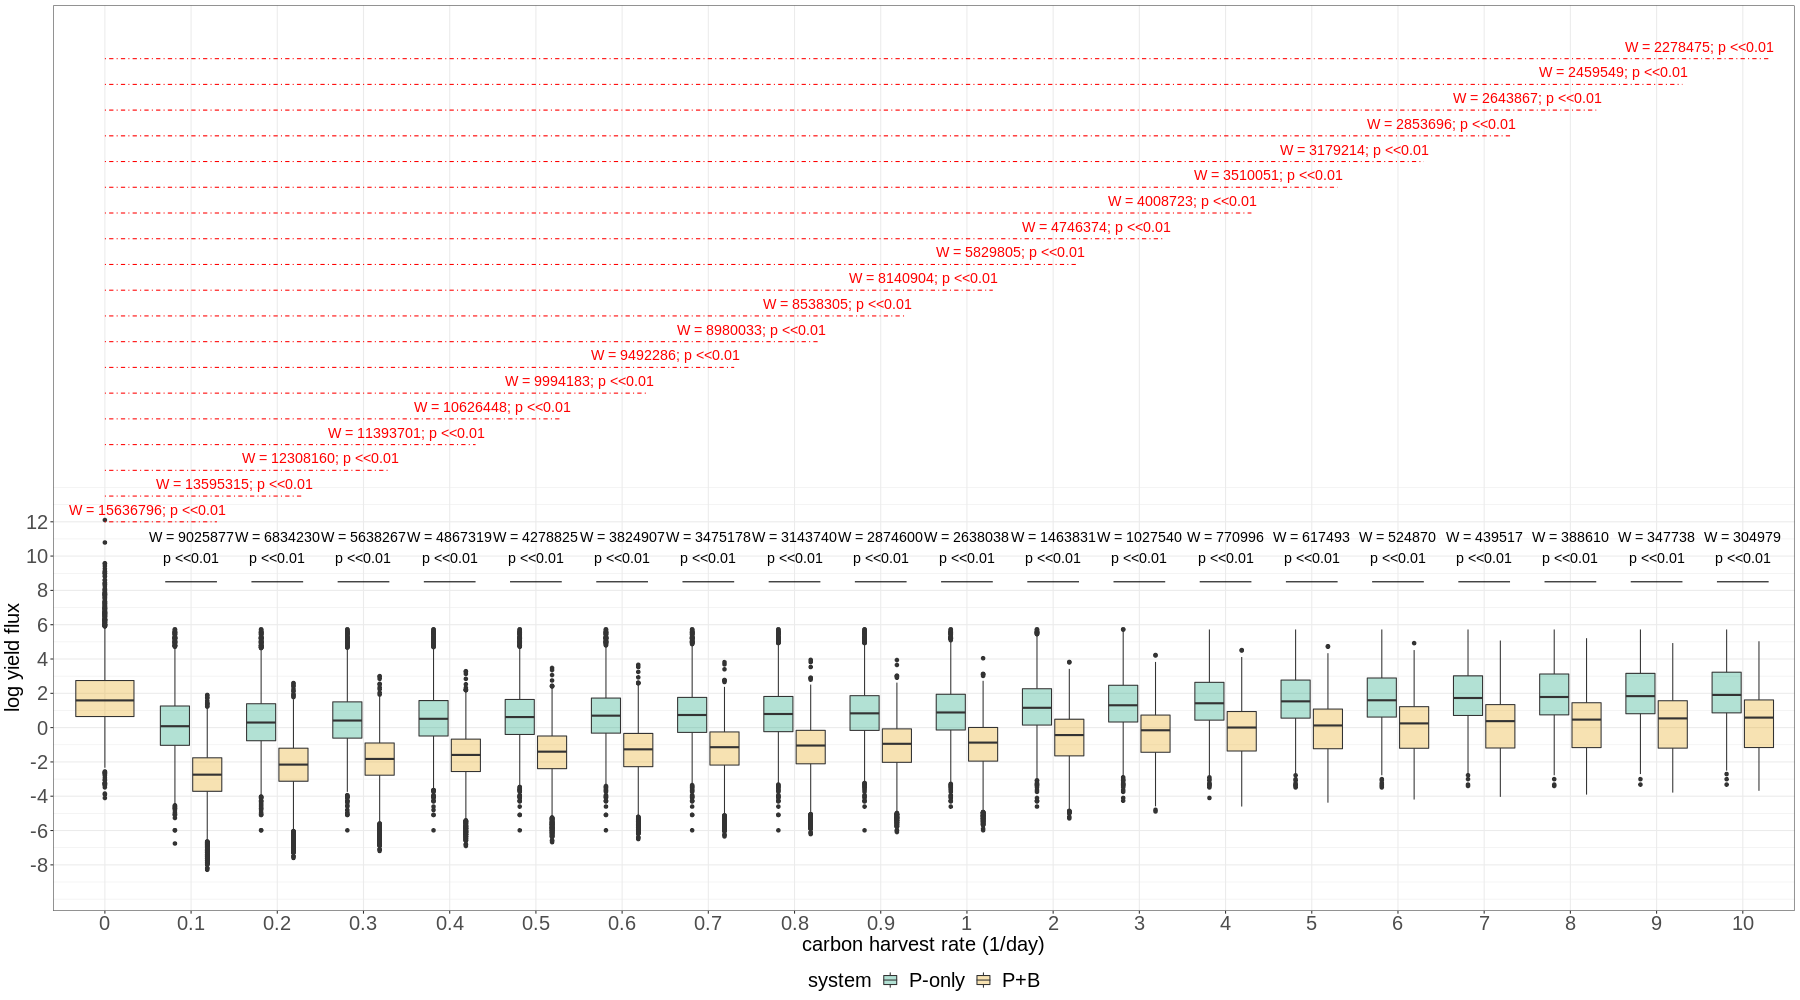 W = 2278475; p <<0.01
W = 2459549; p <<0.01
W = 2643867; p <<0.01
W = 2853696; p <<0.01
W = 3179214; p <<0.01
W = 3510051; p <<0.01
W = 4008723; p <<0.01
W = 4746374; p <<0.01
W = 5829805; p <<0.01
W = 8140904; p <<0.01
W = 8538305; p <<0.01
W = 8980033; p <<0.01
W = 9492286; p <<0.01
W = 9994183; p <<0.01
W = 10626448; p <<0.01
W = 11393701; p <<0.01
W = 12308160; p <<0.01
W = 13595315; p <<0.01
W = 15636796; p <<0.01
W = 9025877 W = 6834230 W = 5638267 W = 4867319 W = 4278825 W = 3824907 W = 3475178 W = 3143740 W = 2874600 W = 2638038 W = 1463831 W = 1027540 W = 770996 W = 617493 W = 524870 W = 439517 W = 388610 W = 347738 W = 304979
p <<0.01 p <<0.01 p <<0.01 p <<0.01 p <<0.01 p <<0.01 p <<0.01 p <<0.01 p <<0.01 p <<0.01 p <<0.01 p <<0.01 p <<0.01 p <<0.01 p <<0.01 p <<0.01 p <<0.01 p <<0.01 p <<0.01
12
10
8
6
4
2
0
-2
-4
-6
-8
log yield flux
0 0.1 0.2 0.3 0.4 0.5 0.6 0.7 0.8 0.9 1 2 3 4 5 6 7 8 9 10
carbon harvest rate (1/day)
system P-only P+B